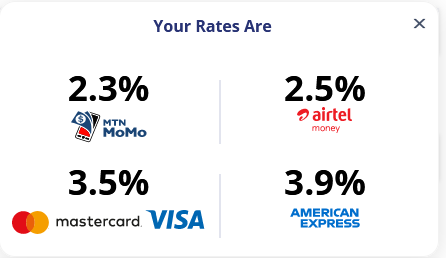 Your Rates Are
2.3%
MTN
MoMo
2.5%
airtel
money
3.5%
mastercard.
VISA
3.9%
AMERICAN
EXPRESS